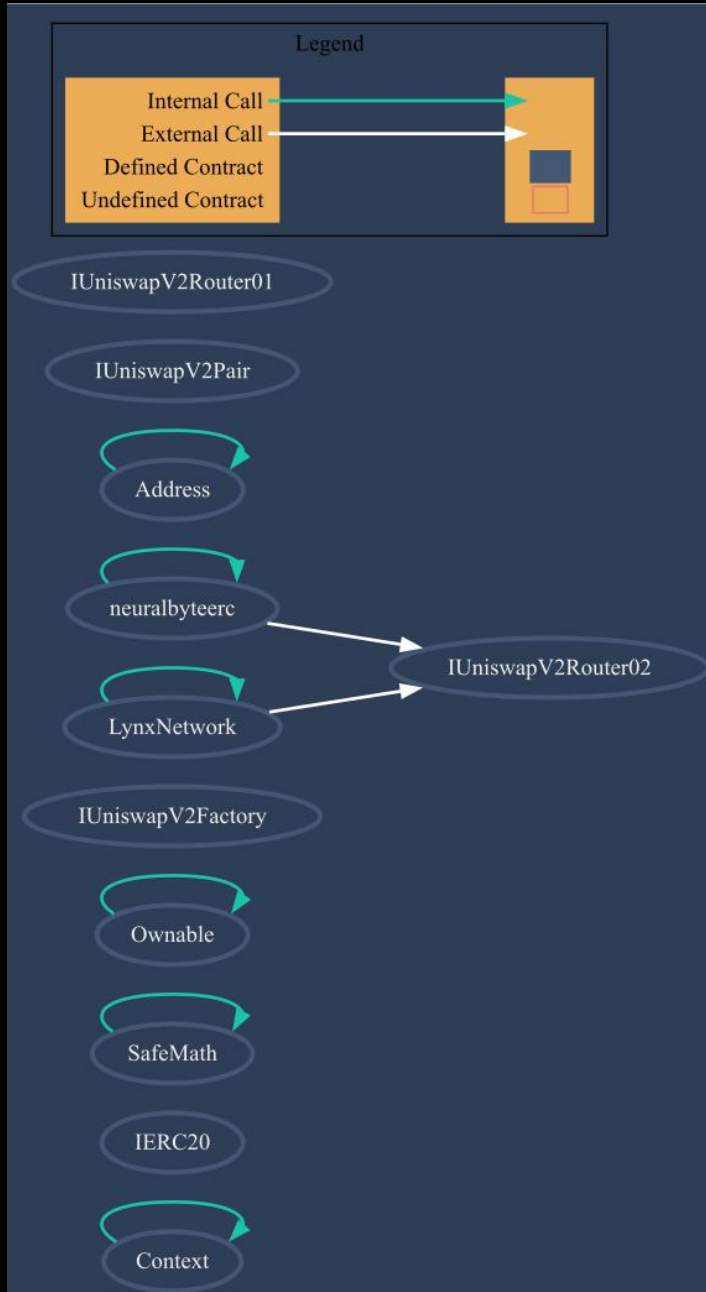 Legend
Internal Call
External Call
Defined Contract
Undefined Contract
IUniswapV2Router01
IUniswapV2Pair
Address
neuralbyteerc
IUniswapV2Router02
LynxNetwork
IUniswapV2Factory
Ownable
SafeMath
IERC20
Context